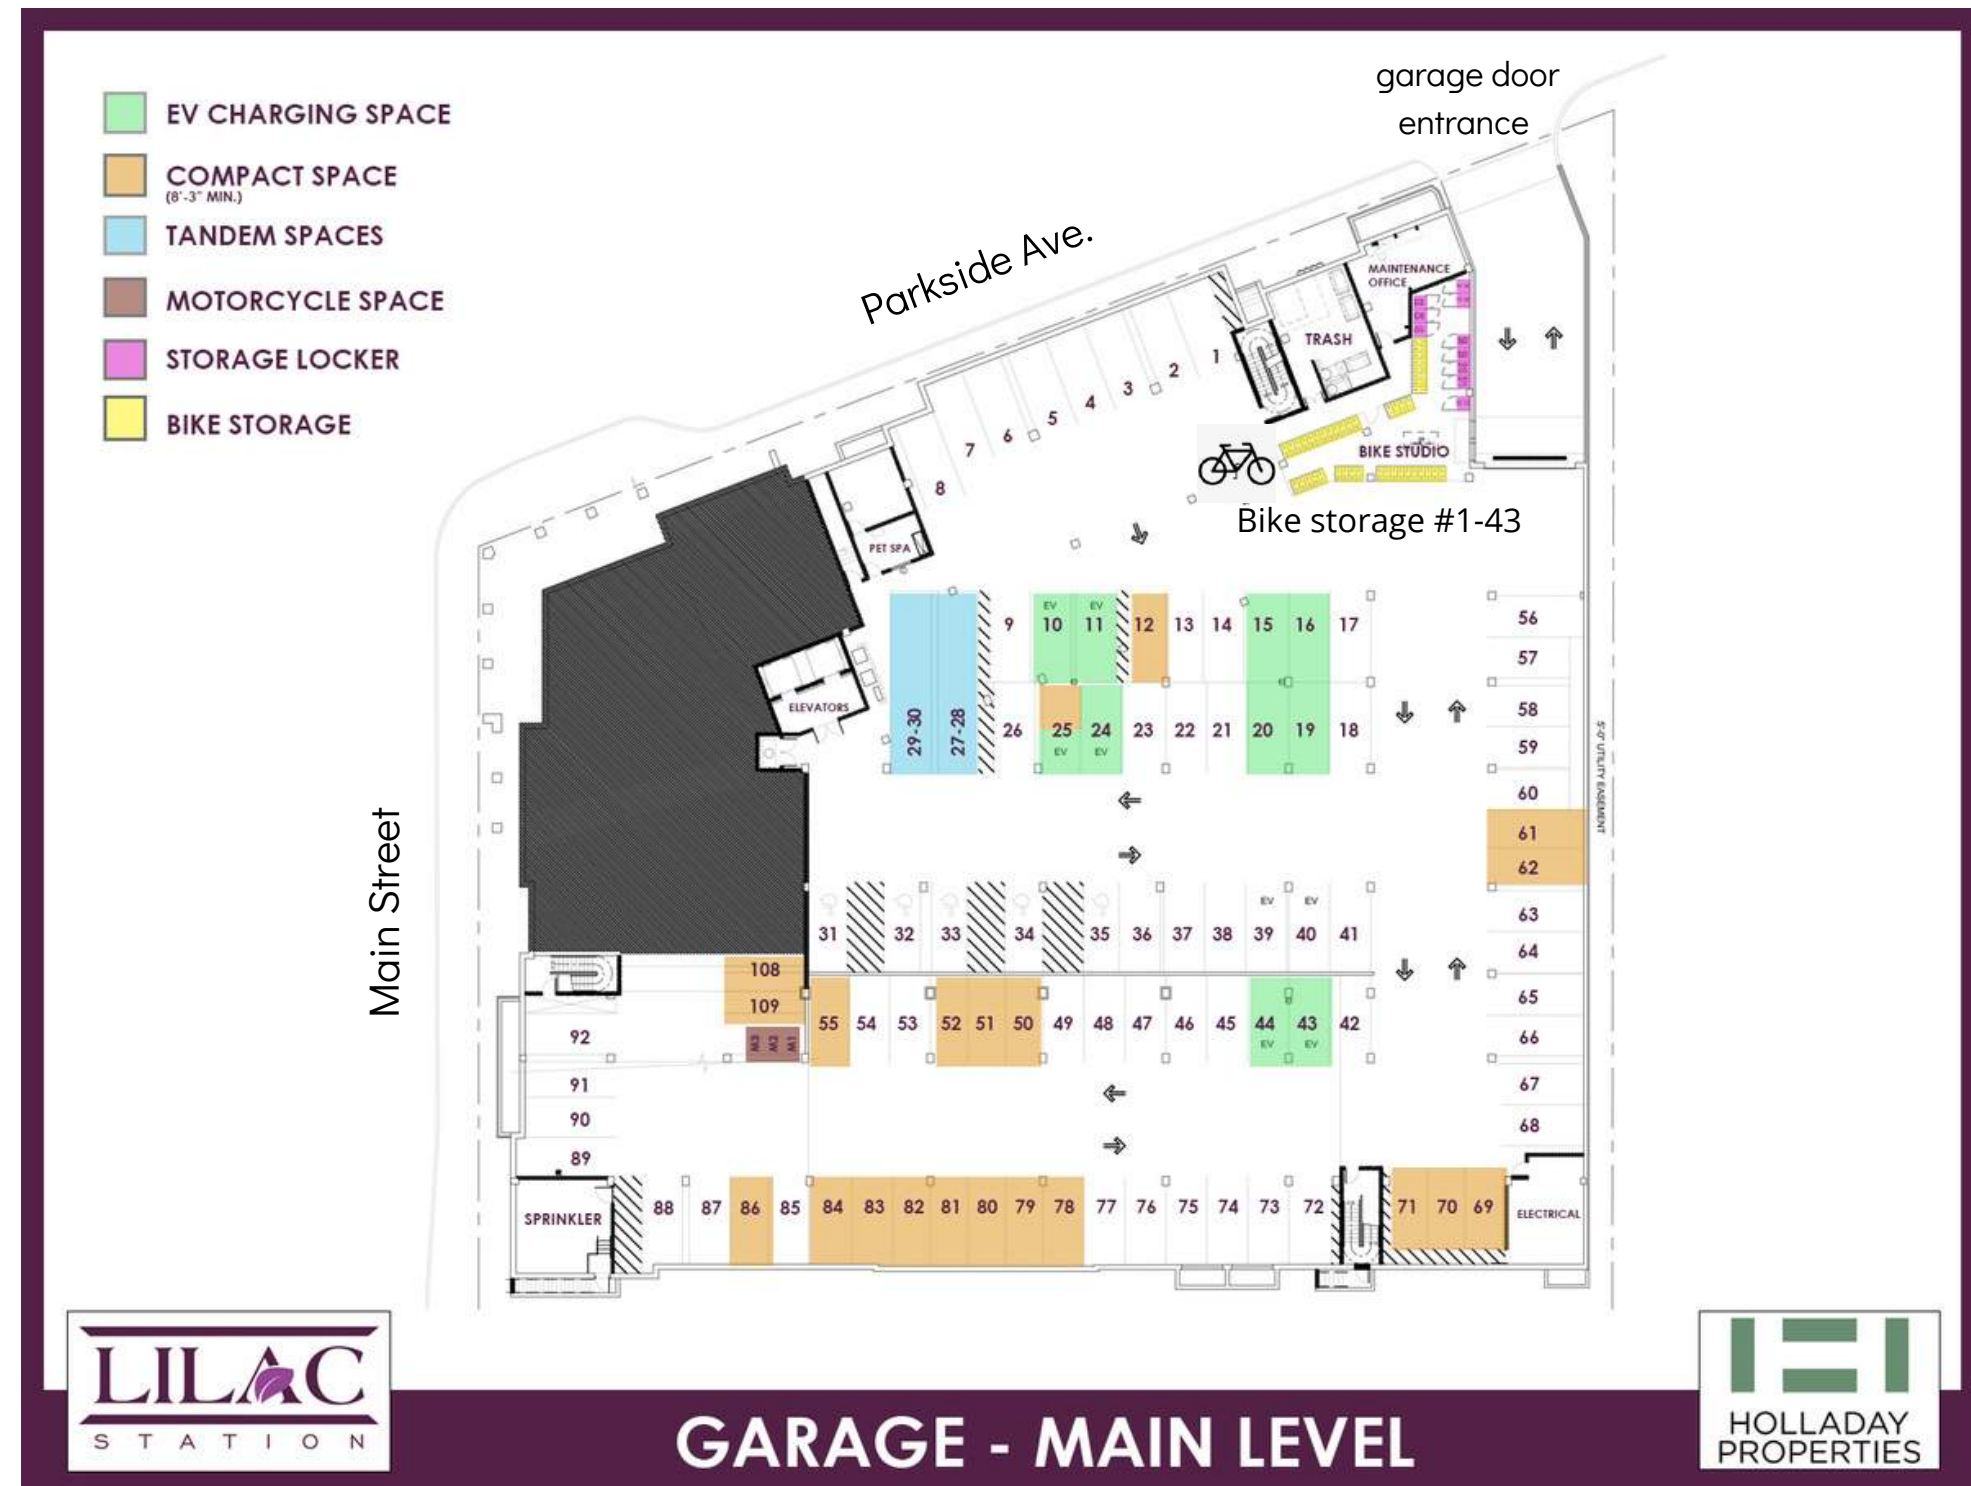 EV CHARGING SPACE
COMPACT SPACE
(8'-3" MIN.)
TANDEM SPACES
MOTORCYCLE SPACE
STORAGE LOCKER
BIKE STORAGE
garage door
entrance
Parkside Ave.
Main Street
MAINTENANCE
OFFICE
TRASH
BIKE STUDIO
Bike storage #1-43
PET SPA
ELEVATORS
1
2
3
4
5
6
7
8
EV EV
9 10 11 12 13 14 15 16 17
29-30 27-28 26 25 24 23 22 21 20 19 18
EV EV
56
57
58
59
60
61
62
63
64
65
66
67
68
5'-0" UTILITY EASEMENT
EV EV
31 32 33 34 35 36 37 38 39 40 41
108
109
M3 M2 M1
55 54 53 52 51 50 49 48 47 46 45 44 43 42
EV EV
92
91
90
89
SPRINKLER
88 87 86 85 84 83 82 81 80 79 78 77 76 75 74 73 72 71 70 69
ELECTRICAL
LILAC
STATION
GARAGE - MAIN LEVEL
HOLLADAY
PROPERTIES